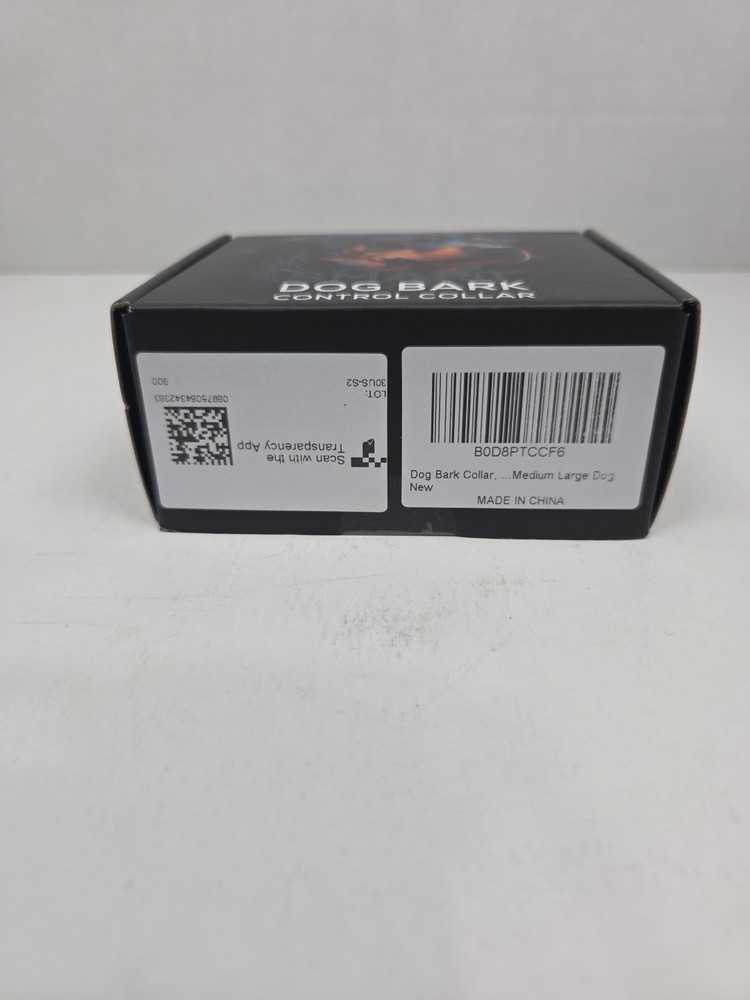 SMART
DOG BARK
CONTROL COLLAR
Scan with the
Transparency App
LOT:
30US-S2
900
B0D8PTCCF6
Dog Bark Collar, ...Medium Large Dog
New
MADE IN CHINA